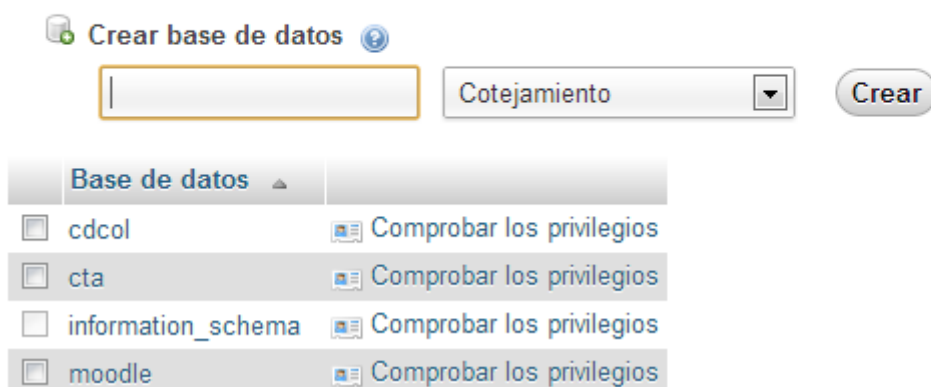 Crear base de datos
Cotejamiento Crear
Base de datos
cdcol Comprobar los privilegios
cta Comprobar los privilegios
information_schema Comprobar los privilegios
moodle Comprobar los privilegios